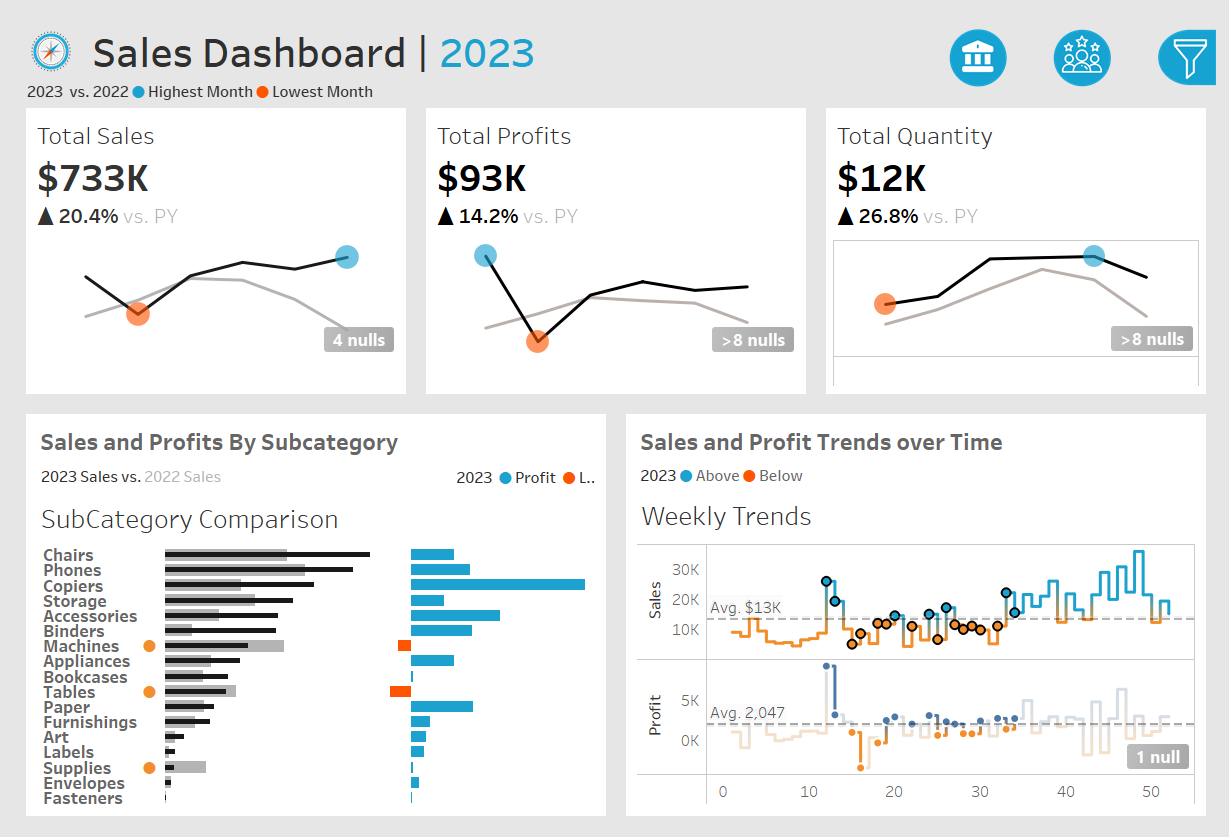 Sales Dashboard | 2023
2023 vs. 2022 Highest Month Lowest Month
Total Sales
$733K
▲ 20.4% vs. PY
4 nulls
Total Profits
$93K
▲ 14.2% vs. PY
>8 nulls
Total Quantity
$12K
▲ 26.8% vs. PY
>8 nulls
Sales and Profits By Subcategory
2023 Sales vs. 2022 Sales
2023 Profit L..
SubCategory Comparison
Chairs
Phones
Copiers
Storage
Accessories
Binders
Machines
Appliances
Bookcases
Tables
Paper
Furnishings
Art
Labels
Supplies
Envelopes
Fasteners
Sales and Profit Trends over Time
2023 Above Below
Weekly Trends
Sales
30K
20K
10K
Avg. $13K
Profit
5K
0K
Avg. 2,047
1 null
0 10 20 30 40 50